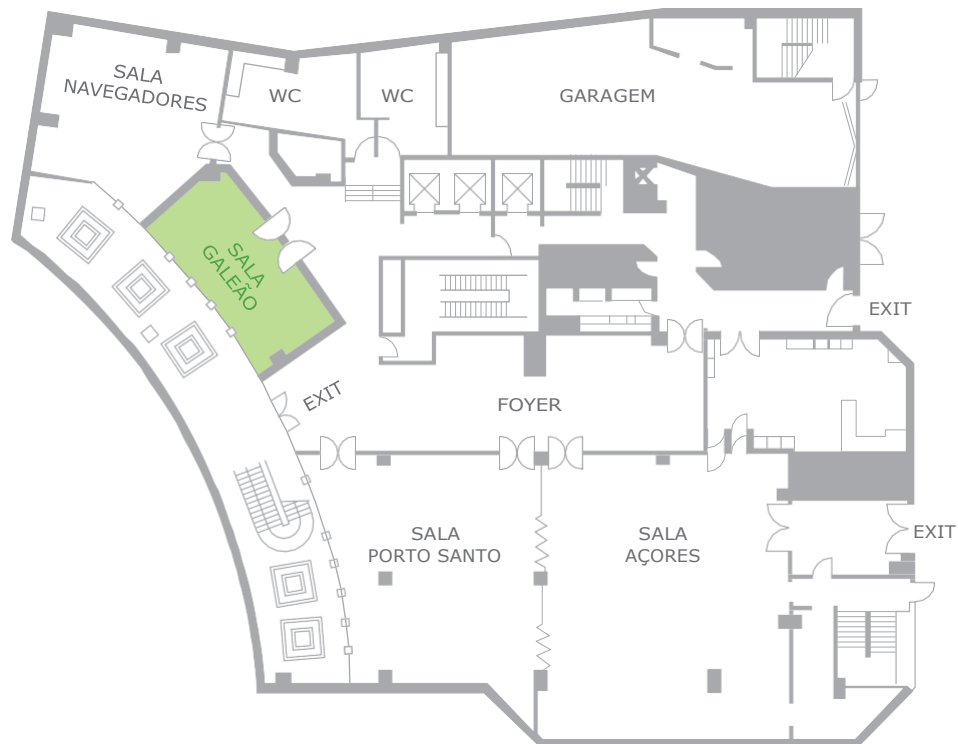 SALA
NAVEGADORES
WC
WC
GARAGEM
SALA
GALEÃO
EXIT
EXIT
FOYER
SALA
PORTO SANTO
SALA
AÇORES
EXIT